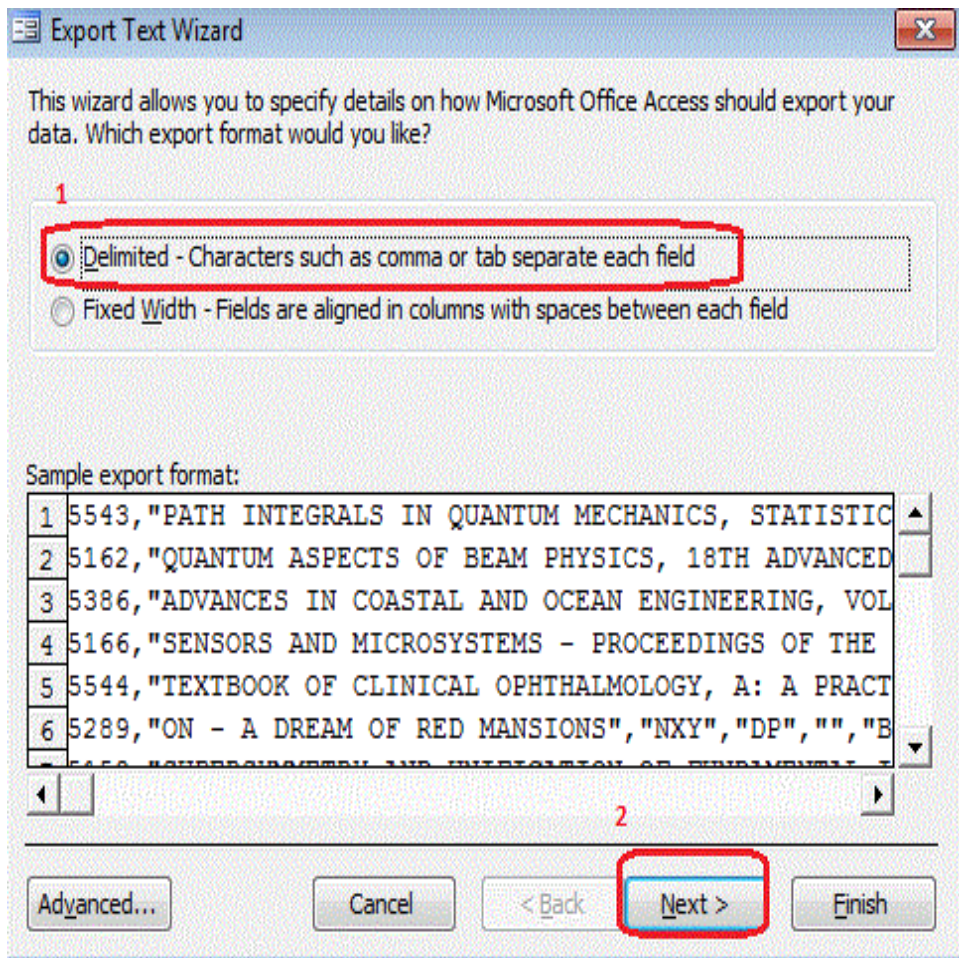 Export Text Wizard
This wizard allows you to specify details on how Microsoft Office Access should export your
data. Which export format would you like?
1
Delimited - Characters such as comma or tab separate each field
Fixed Width - Fields are aligned in columns with spaces between each field
Sample export format:
1 5543,"PATH INTEGRALS IN QUANTUM MECHANICS, STATISTIC
2 5162,"QUANTUM ASPECTS OF BEAM PHYSICS, 18TH ADVANCED
3 5386,"ADVANCES IN COASTAL AND OCEAN ENGINEERING, VOL
4 5166,"SENSORS AND MICROSYSTEMS - PROCEEDINGS OF THE
5 5544,"TEXTBOOK OF CLINICAL OPHTHALMOLOGY, A: A PRACT
6 5289,"ON - A DREAM OF RED MANSIONS","NXY","DP","","B
"SUPERSYMMETRY AND UNIFICATION OF FUNDAMENTAL
2
Advanced... Cancel < Back Next > Finish